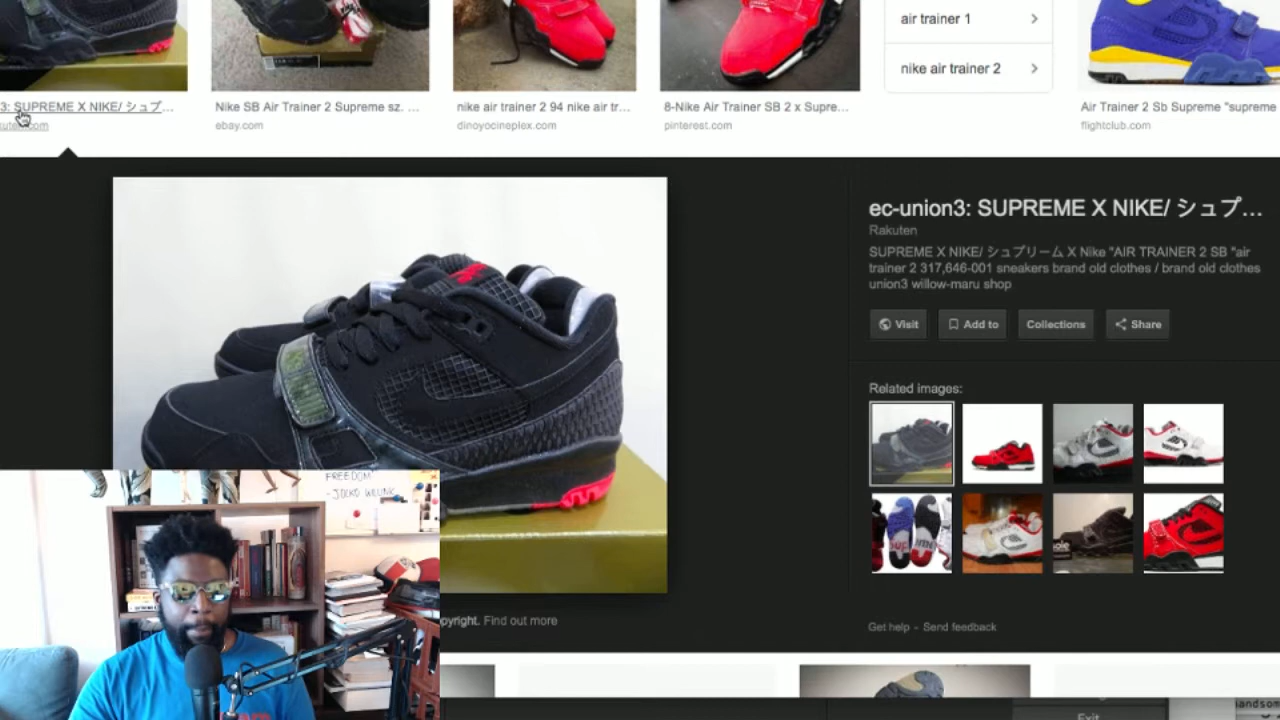 air trainer 1
nike air trainer 2
3: SUPREME X NIKE/ シュプ...
Nike SB Air Trainer 2 Supreme sz. ...
nike air trainer 2 94 nike air tr...
8-Nike Air Trainer SB 2 x Supre...
Air Trainer 2 Sb Supreme "supreme
ebay.com
dinoyocineplex.com
pinterest.com
flightclub.com
ec-union3: SUPREME X NIKE/ シュプ...
Rakuten
SUPREME X NIKE/ シュプリーム X Nike "AIR TRAINER 2 SB "air
trainer 2 317,646-001 sneakers brand old clothes / brand old clothes
union3 willow-maru shop
Visit
Add to
Collections
Share
Related images:
FREEDOM"
-JOCKO WILLINK
pyright. Find out more
Get help - Send feedback
Exit